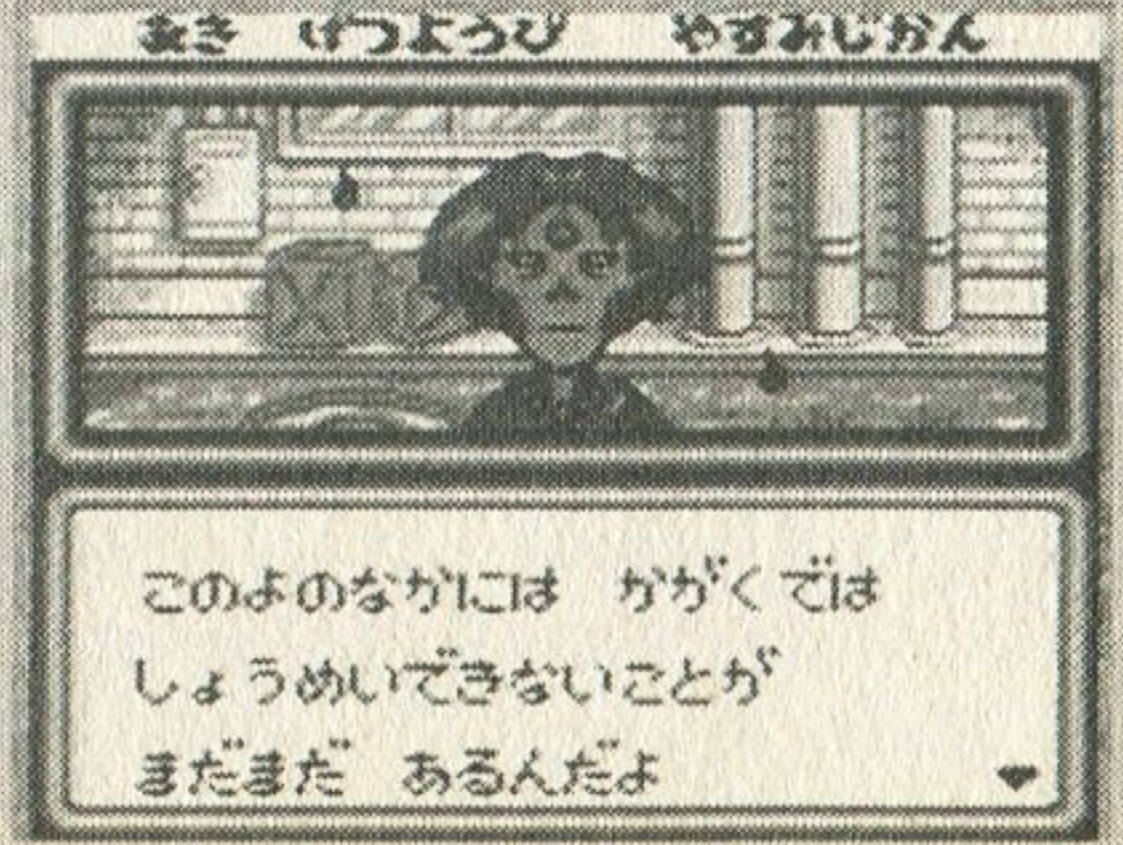 あき げつようび やすみじかん
このよのなかには かがくでは
しょうめいできないことが
まだまだ あるんだよ